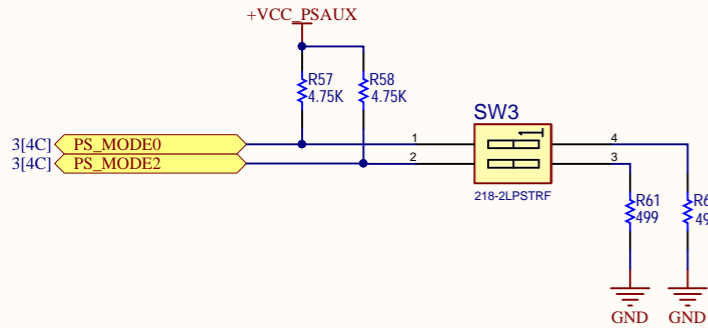 +VCC_PSAUX
R57
4.75K
R58
4.75K
SW3
3[4C]
PS_MODE0
1
1
4
3[4C]
PS_MODE2
2
3
218-2LPSTRF
R61
499
GND
GND